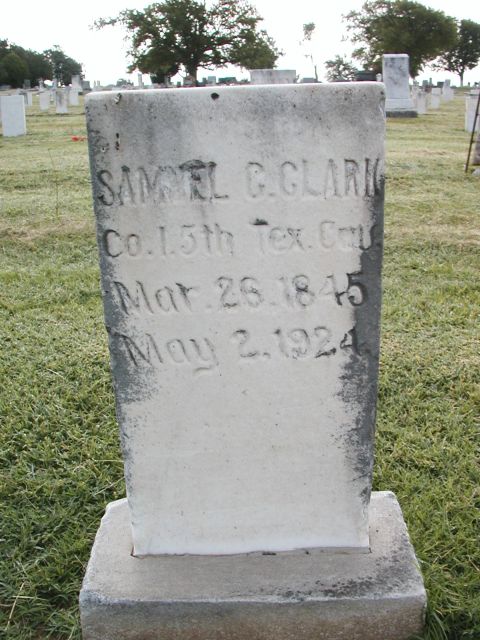 SAMUEL C. CLARK
Co. I. 5th Tex. Cav.
Mar. 26. 1845
May 2. 1924.